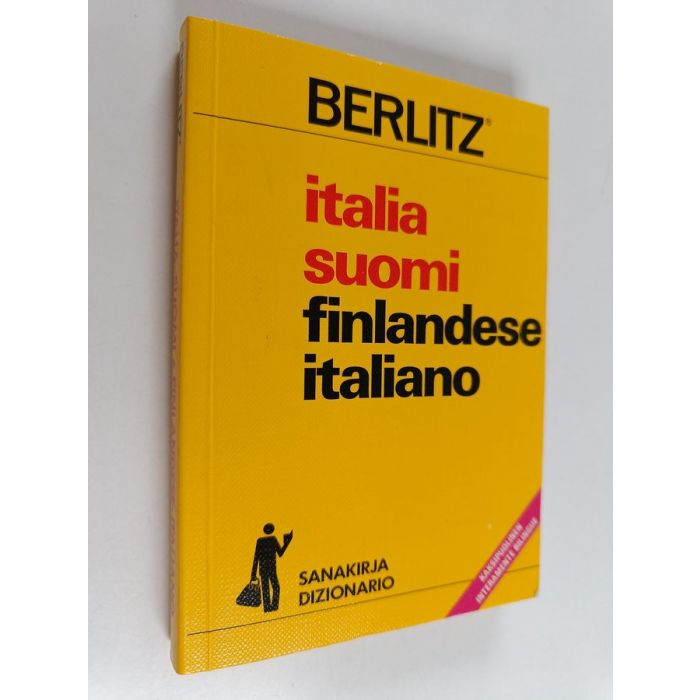 BERLITZ®
italia
suomi
finlandese
italiano
SANAKIRJA
DIZIONARIO
KAKSIPUOLINEN
INTERAMENTE BILINGUE